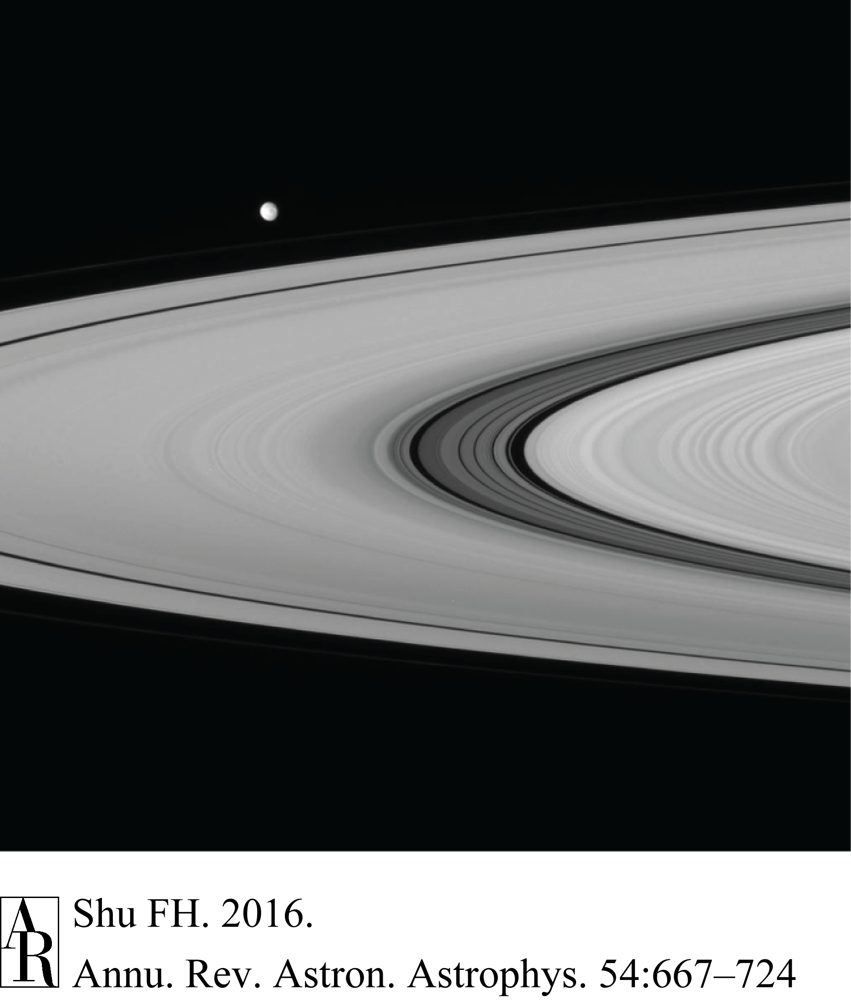 AR
Shu FH. 2016.
Annu. Rev. Astron. Astrophys. 54:667–724